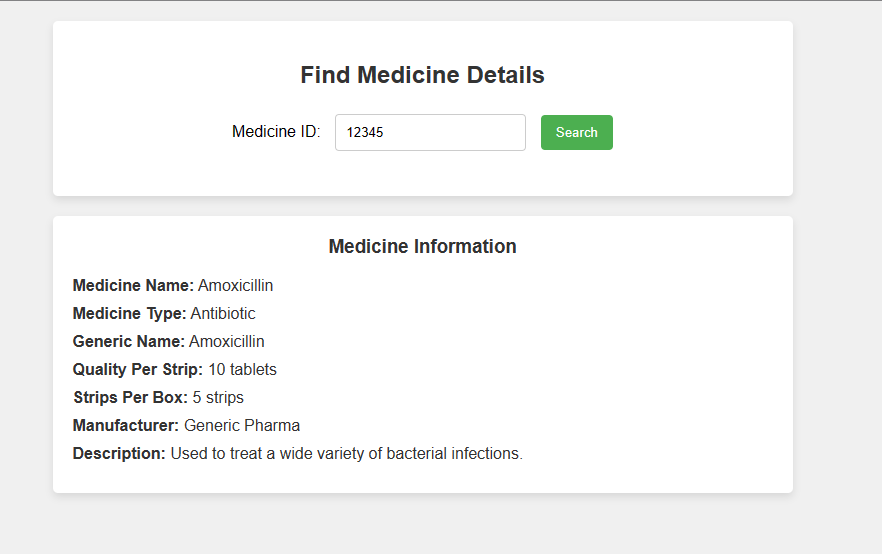 Find Medicine Details
Medicine ID: 12345 Search
Medicine Information
Medicine Name: Amoxicillin
Medicine Type: Antibiotic
Generic Name: Amoxicillin
Quality Per Strip: 10 tablets
Strips Per Box: 5 strips
Manufacturer: Generic Pharma
Description: Used to treat a wide variety of bacterial infections.